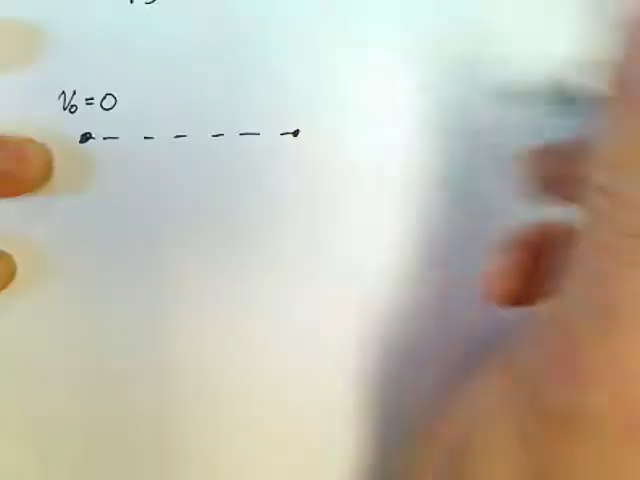 V₀ = 0